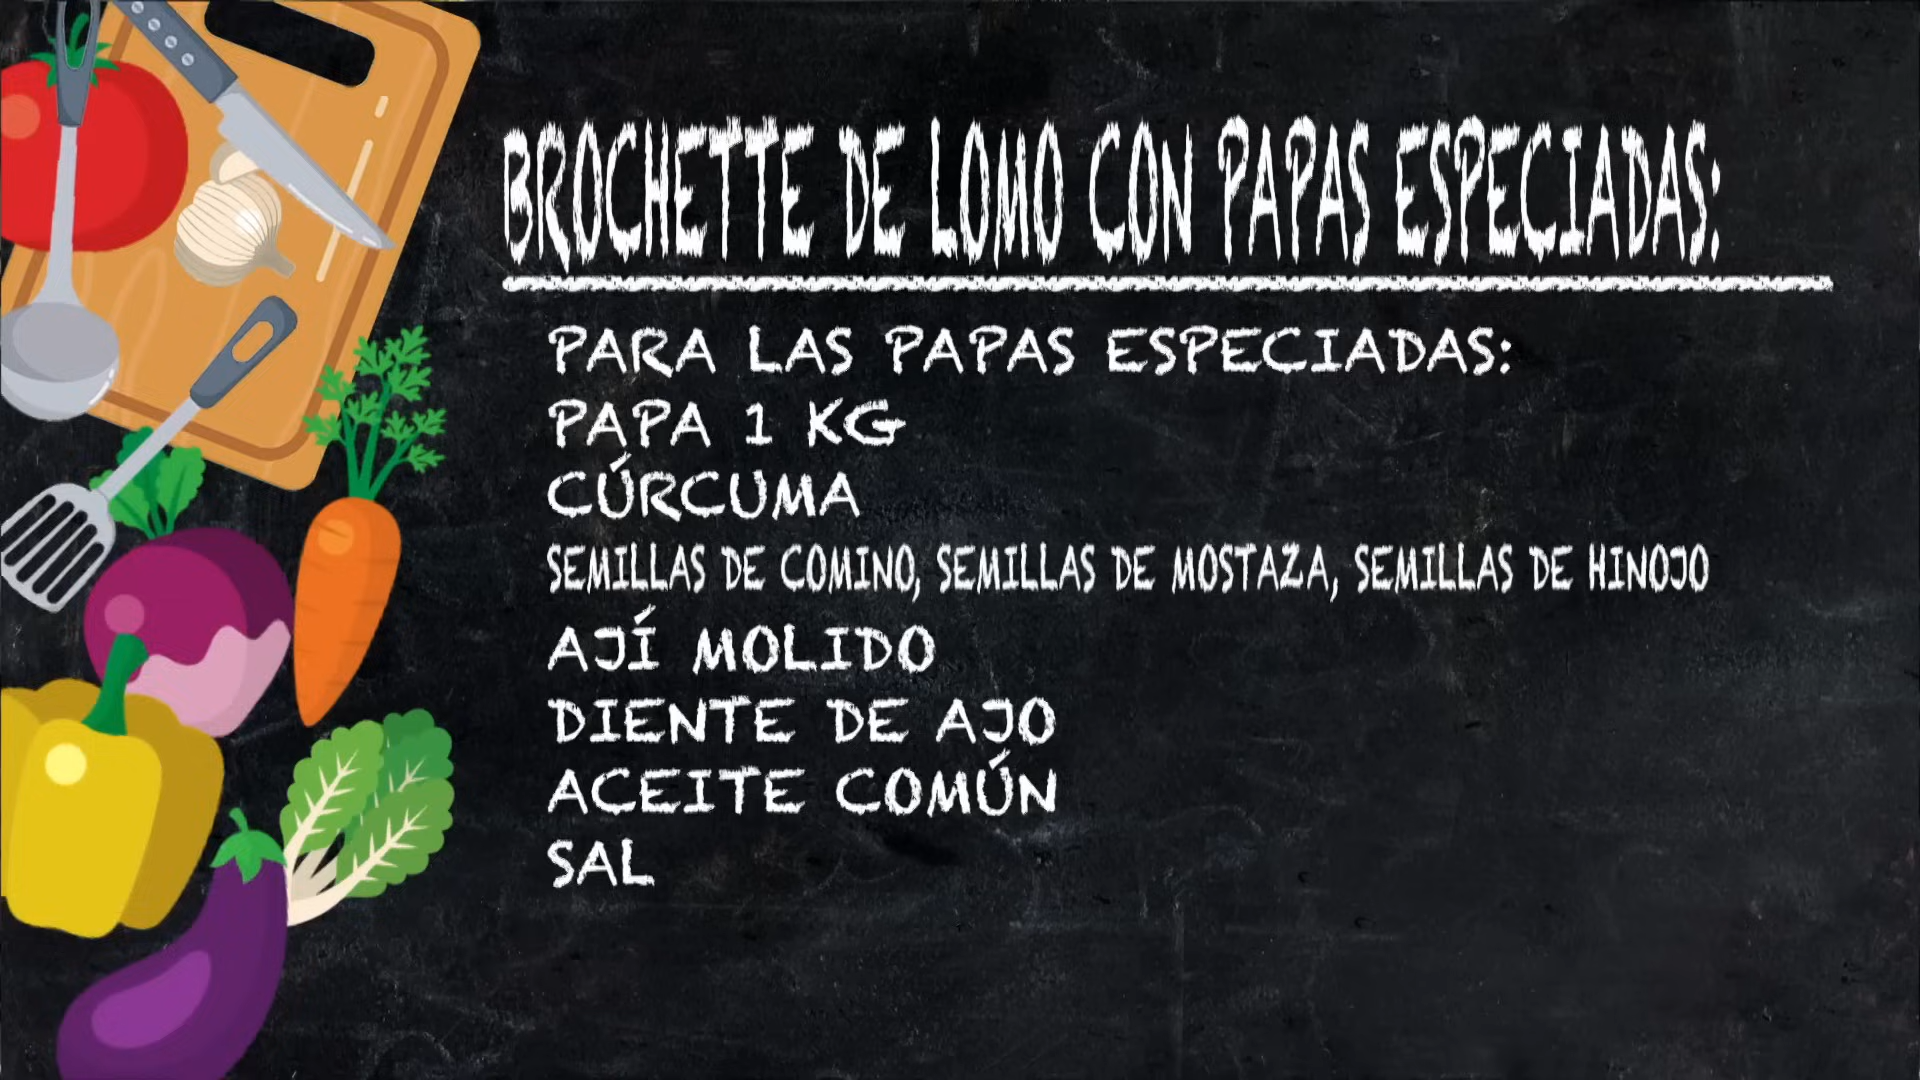 BROCHETTE DE LOMO CON PAPAS ESPECIADAS:
PARA LAS PAPAS ESPECIADAS:
PAPA 1 KG
CÚRCUMA
SEMILLAS DE COMINO, SEMILLAS DE MOSTAZA, SEMILLAS DE HINOJO
AJÍ MOLIDO
DIENTE DE AJO
ACEITE COMÚN
SAL